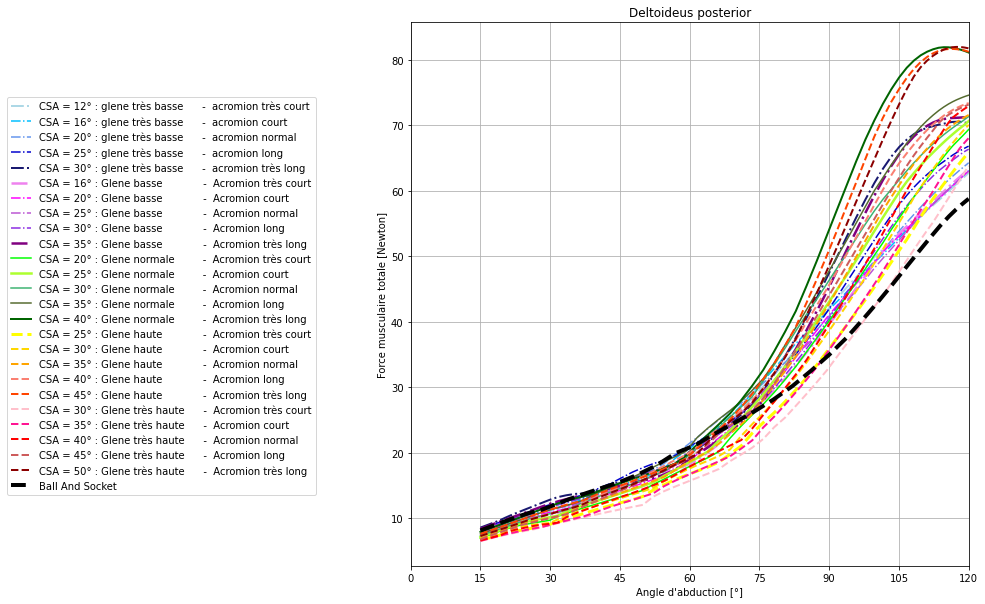 Deltoideus posterior
CSA = 12° : glene très basse - acromion très court
CSA = 16° : glene très basse - acromion court
CSA = 20° : glene très basse - acromion normal
CSA = 25° : glene très basse - acromion long
CSA = 30° : glene très basse - acromion très long
CSA = 16° : Glene basse - Acromion très court
CSA = 20° : Glene basse - Acromion court
CSA = 25° : Glene basse - Acromion normal
CSA = 30° : Glene basse - Acromion long
CSA = 35° : Glene basse - Acromion très long
CSA = 20° : Glene normale - Acromion très court
CSA = 25° : Glene normale - Acromion court
CSA = 30° : Glene normale - Acromion normal
CSA = 35° : Glene normale - Acromion long
CSA = 40° : Glene normale - Acromion très long
CSA = 25° : Glene haute - Acromion très court
CSA = 30° : Glene haute - Acromion court
CSA = 35° : Glene haute - Acromion normal
CSA = 40° : Glene haute - Acromion long
CSA = 45° : Glene haute - Acromion très long
CSA = 30° : Glene très haute - Acromion très court
CSA = 35° : Glene très haute - Acromion court
CSA = 40° : Glene très haute - Acromion normal
CSA = 45° : Glene très haute - Acromion long
CSA = 50° : Glene très haute - Acromion très long
Ball And Socket
Force musculaire totale [Newton]
80
70
60
50
40
30
20
10
0 15 30 45 60 75 90 105 120
Angle d'abduction [°]